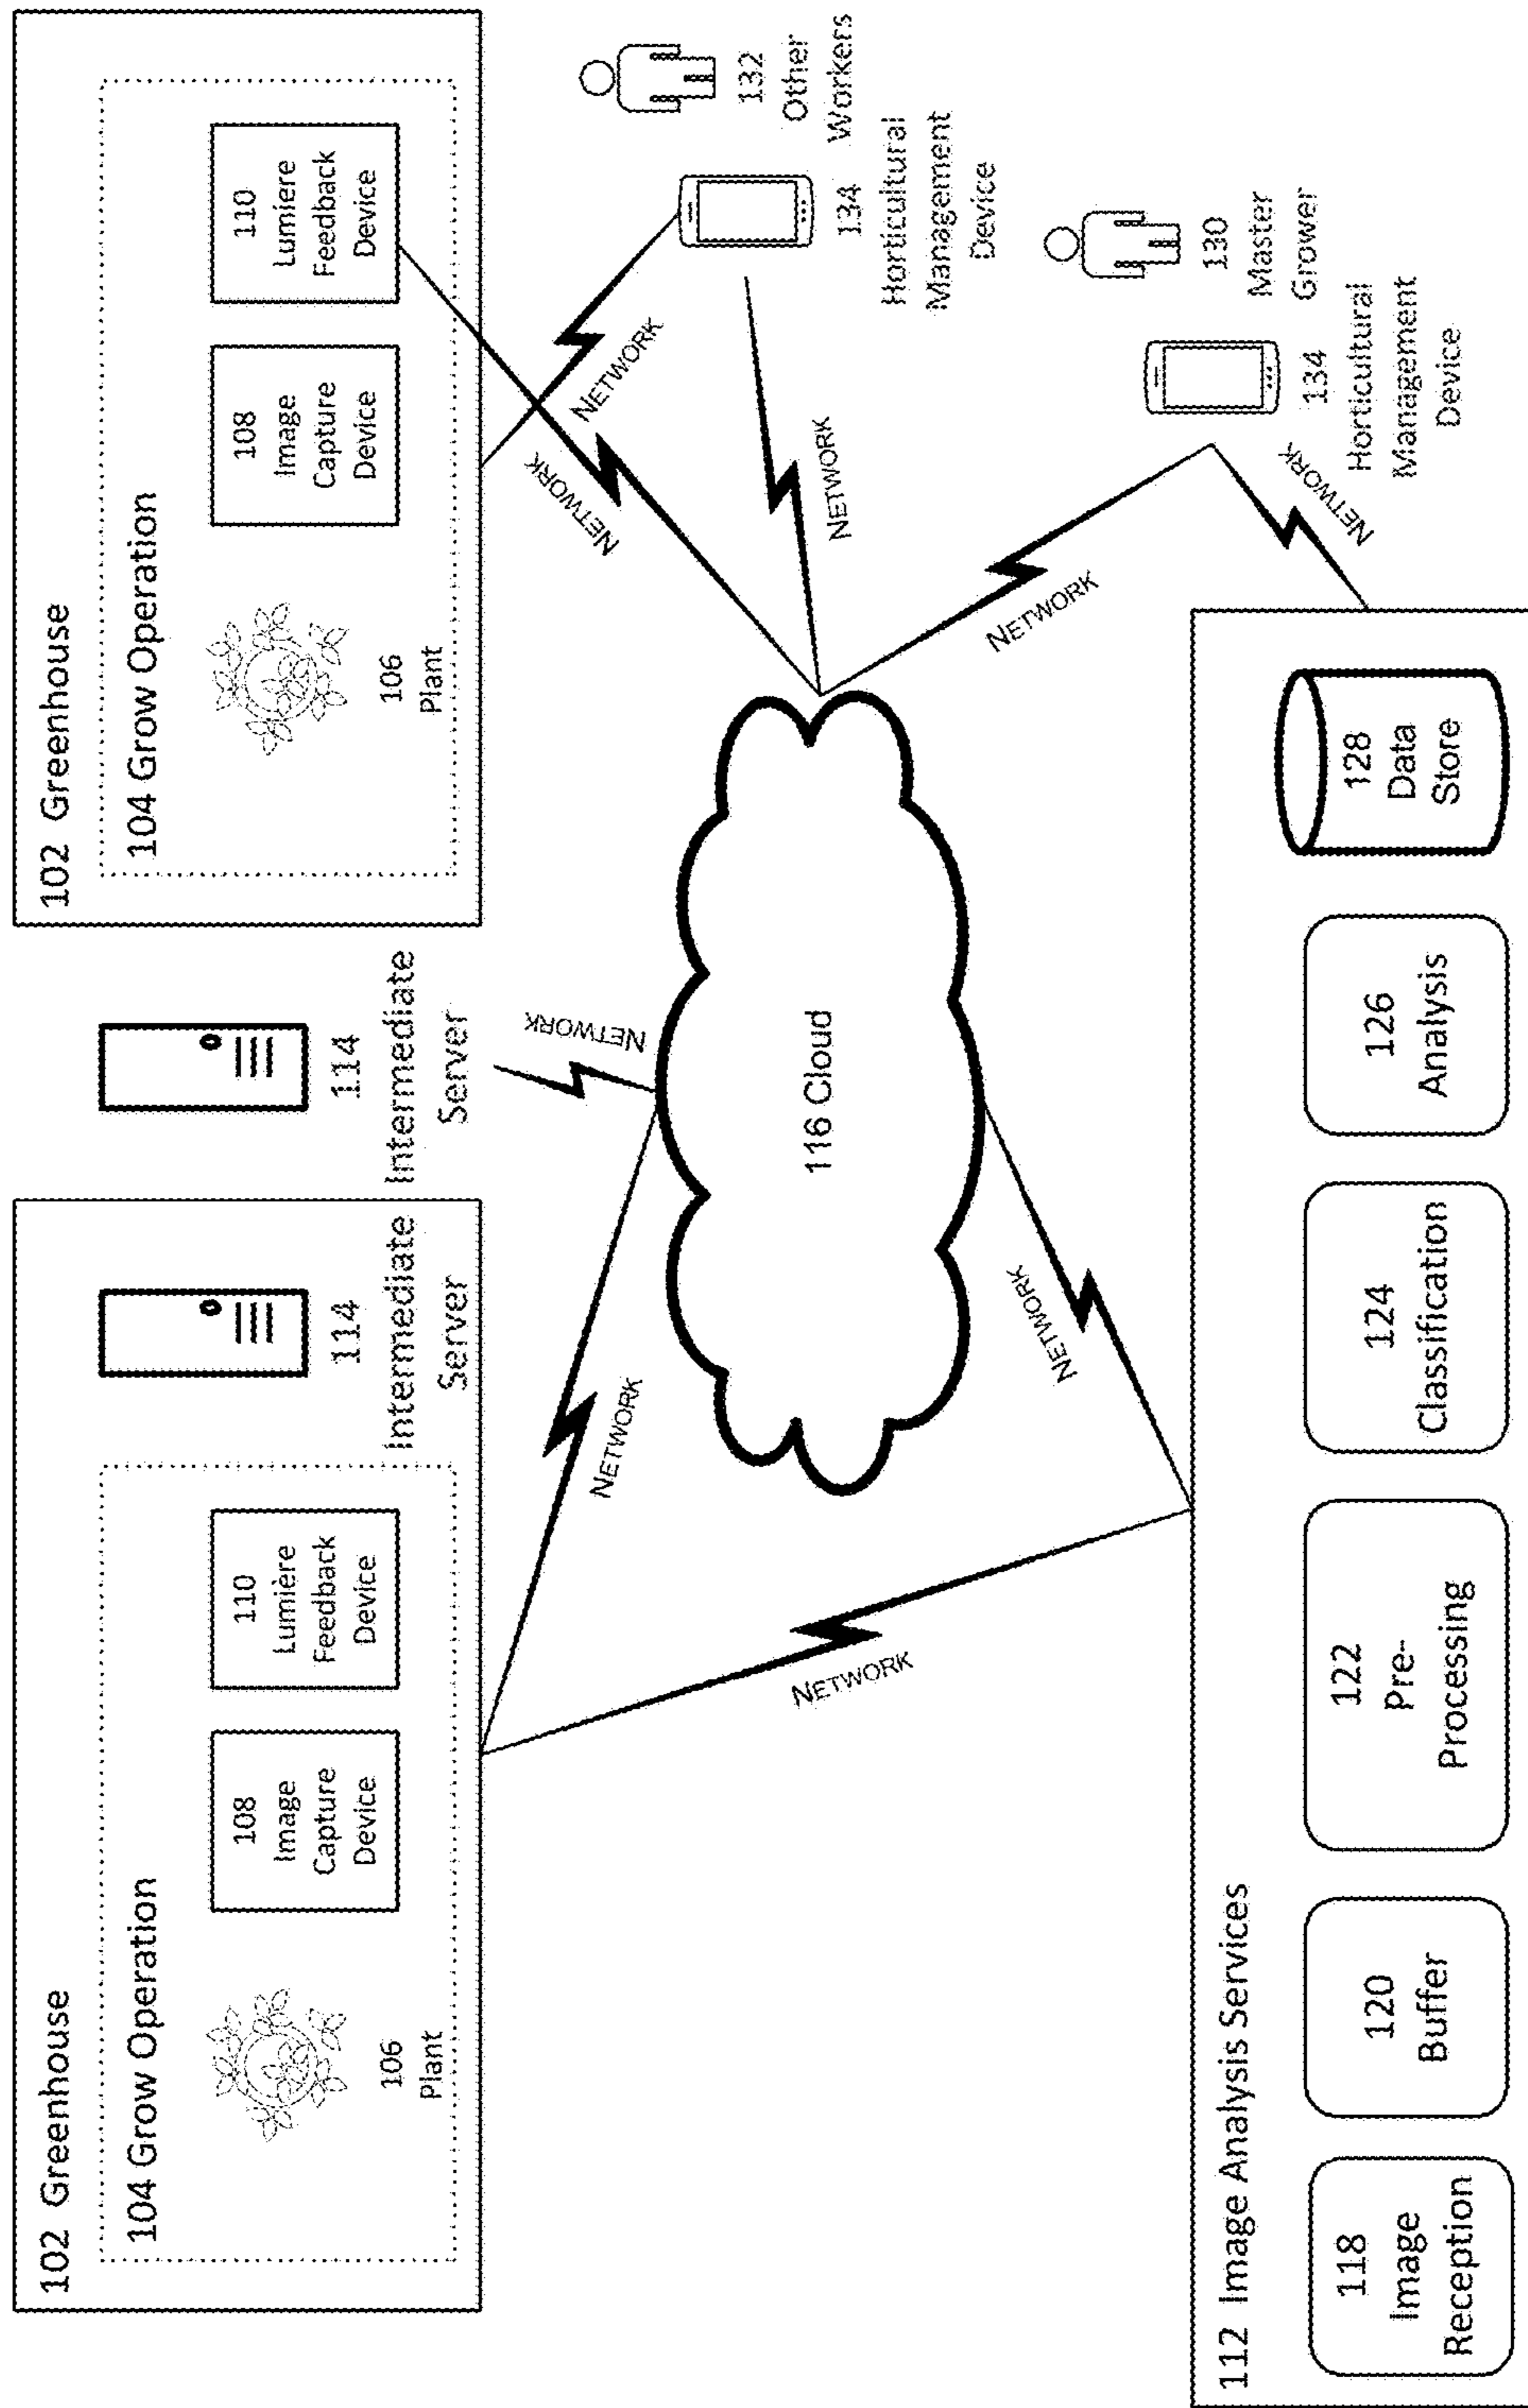 102 Greenhouse
104 Grow Operation
106
Plant
108
Image
Capture
Device
110
Lumière
Feedback
Device
114
Intermediate
Server
114
Intermediate
Server
102 Greenhouse
104 Grow Operation
106
Plant
108
Image
Capture
Device
110
Lumiere
Feedback
Device
NETWORK
NETWORK
NETWORK
NETWORK
NETWORK
116 Cloud
NETWORK
NETWORK
NETWORK
NETWORK
132
Other
Workers
134
Horticultural
Management
Device
130
Master
Grower
134
Horticultural
Management
Device
112 Image Analysis Services
118
Image
Reception
120
Buffer
122
Pre-
Processing
124
Classification
126
Analysis
128
Data
Store